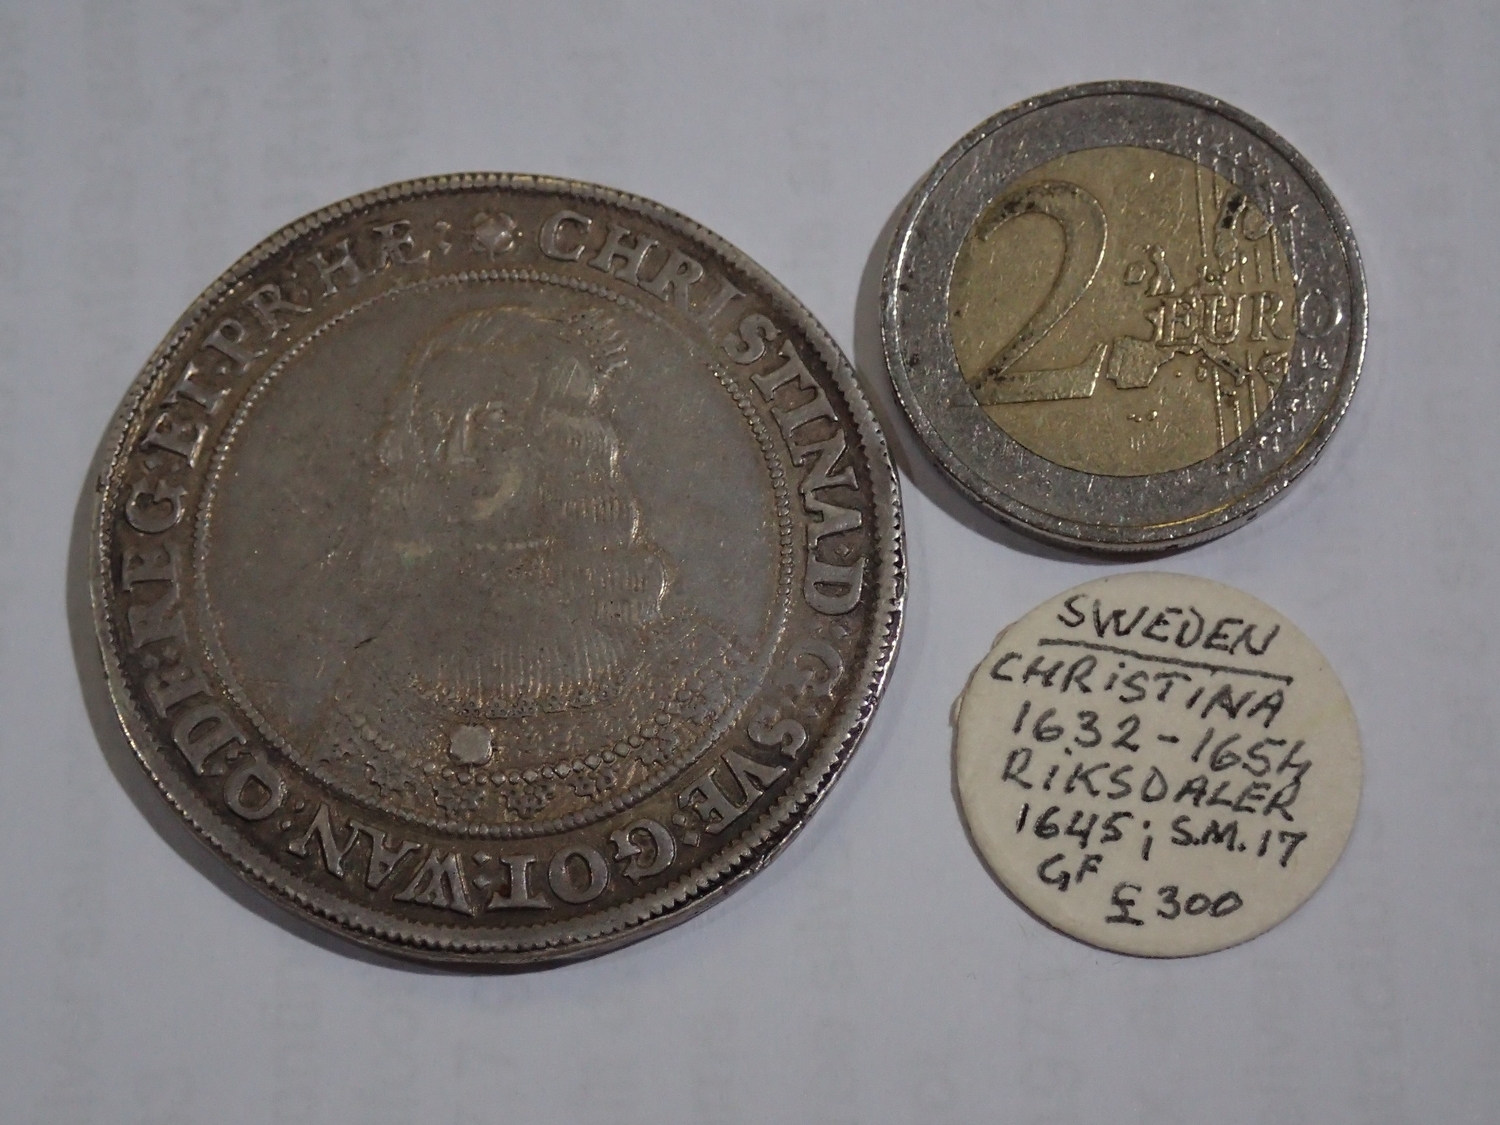 CHRISTINA·D·G·SVE·GOT·WAN·Q·DE·REG·ET·PR·HÆ:
2 EURO
SWEDEN
CHRISTINA
1632-1654
RIKSDALER
1645; S.M. 17
GF
£300